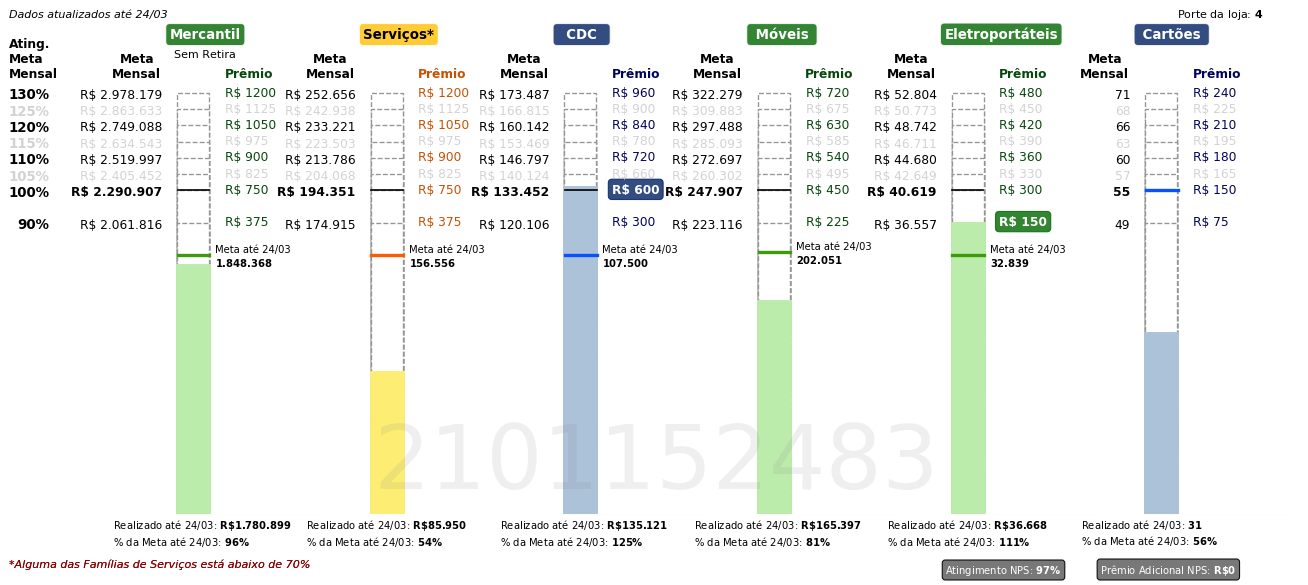 Dados atualizados até 24/03 Porte da loja: 4
Mercantil Serviços* CDC Móveis Eletroportáteis Cartões
Sem Retira
Ating. Meta Mensal Meta Mensal Prêmio Meta Mensal Prêmio Meta Mensal Prêmio Meta Mensal Prêmio Meta Mensal Prêmio Meta Mensal Prêmio
130% R$ 2.978.179 R$ 1200 R$ 252.656 R$ 1200 R$ 173.487 R$ 960 R$ 322.279 R$ 720 R$ 52.804 R$ 480 71 R$ 240
125% R$ 2.863.633 R$ 1125 R$ 242.938 R$ 1125 R$ 166.815 R$ 900 R$ 309.883 R$ 675 R$ 50.773 R$ 450 68 R$ 225
120% R$ 2.749.088 R$ 1050 R$ 233.221 R$ 1050 R$ 160.142 R$ 840 R$ 297.488 R$ 630 R$ 48.742 R$ 420 66 R$ 210
115% R$ 2.634.543 R$ 975 R$ 223.503 R$ 975 R$ 153.469 R$ 780 R$ 285.093 R$ 585 R$ 46.711 R$ 390 63 R$ 195
110% R$ 2.519.997 R$ 900 R$ 213.786 R$ 900 R$ 146.797 R$ 720 R$ 272.697 R$ 540 R$ 44.680 R$ 360 60 R$ 180
105% R$ 2.405.452 R$ 825 R$ 204.068 R$ 825 R$ 140.124 R$ 660 R$ 260.302 R$ 495 R$ 42.649 R$ 330 57 R$ 165
100% R$ 2.290.907 R$ 750 R$ 194.351 R$ 750 R$ 133.452 R$ 600 R$ 247.907 R$ 450 R$ 40.619 R$ 300 55 R$ 150
90% R$ 2.061.816 R$ 375 R$ 174.915 R$ 375 R$ 120.106 R$ 300 R$ 223.116 R$ 225 R$ 36.557 R$ 150 49 R$ 75
Meta até 24/03 Meta até 24/03 Meta até 24/03 Meta até 24/03 Meta até 24/03
1.848.368 156.556 107.500 202.051 32.839
2101152483
Realizado até 24/03: R$1.780.899 Realizado até 24/03: R$85.950 Realizado até 24/03: R$135.121 Realizado até 24/03: R$165.397 Realizado até 24/03: R$36.668 Realizado até 24/03: 31
% da Meta até 24/03: 96% % da Meta até 24/03: 54% % da Meta até 24/03: 125% % da Meta até 24/03: 81% % da Meta até 24/03: 111% % da Meta até 24/03: 56%
*Alguma das Famílias de Serviços está abaixo de 70% Atingimento NPS: 97% Prêmio Adicional NPS: R$0